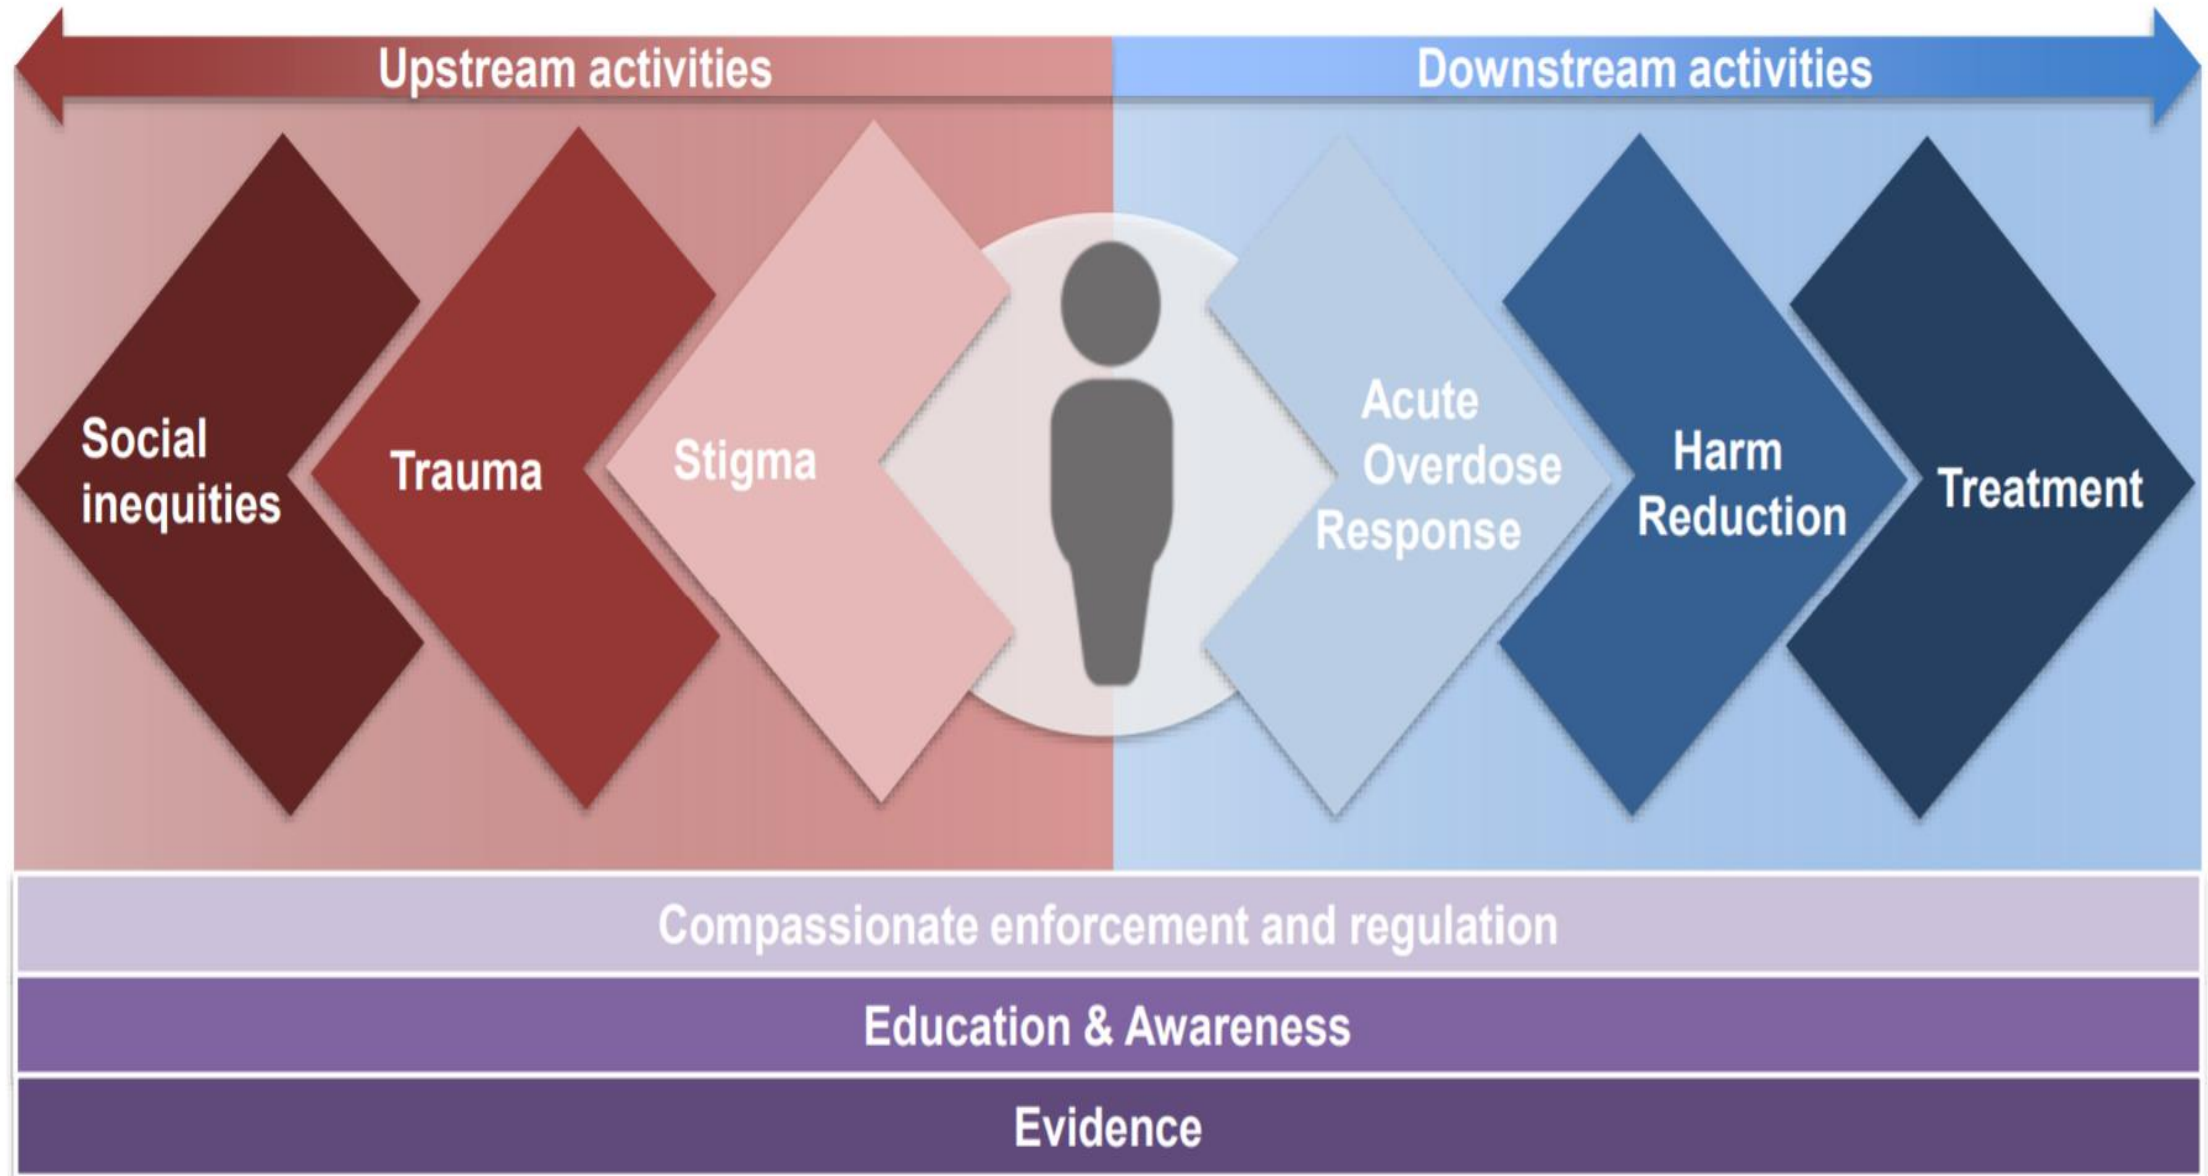 Upstream activities
Downstream activities
Social
inequities
Trauma
Stigma
Acute
Overdose
Response
Harm
Reduction
Treatment
Compassionate enforcement and regulation
Education & Awareness
Evidence